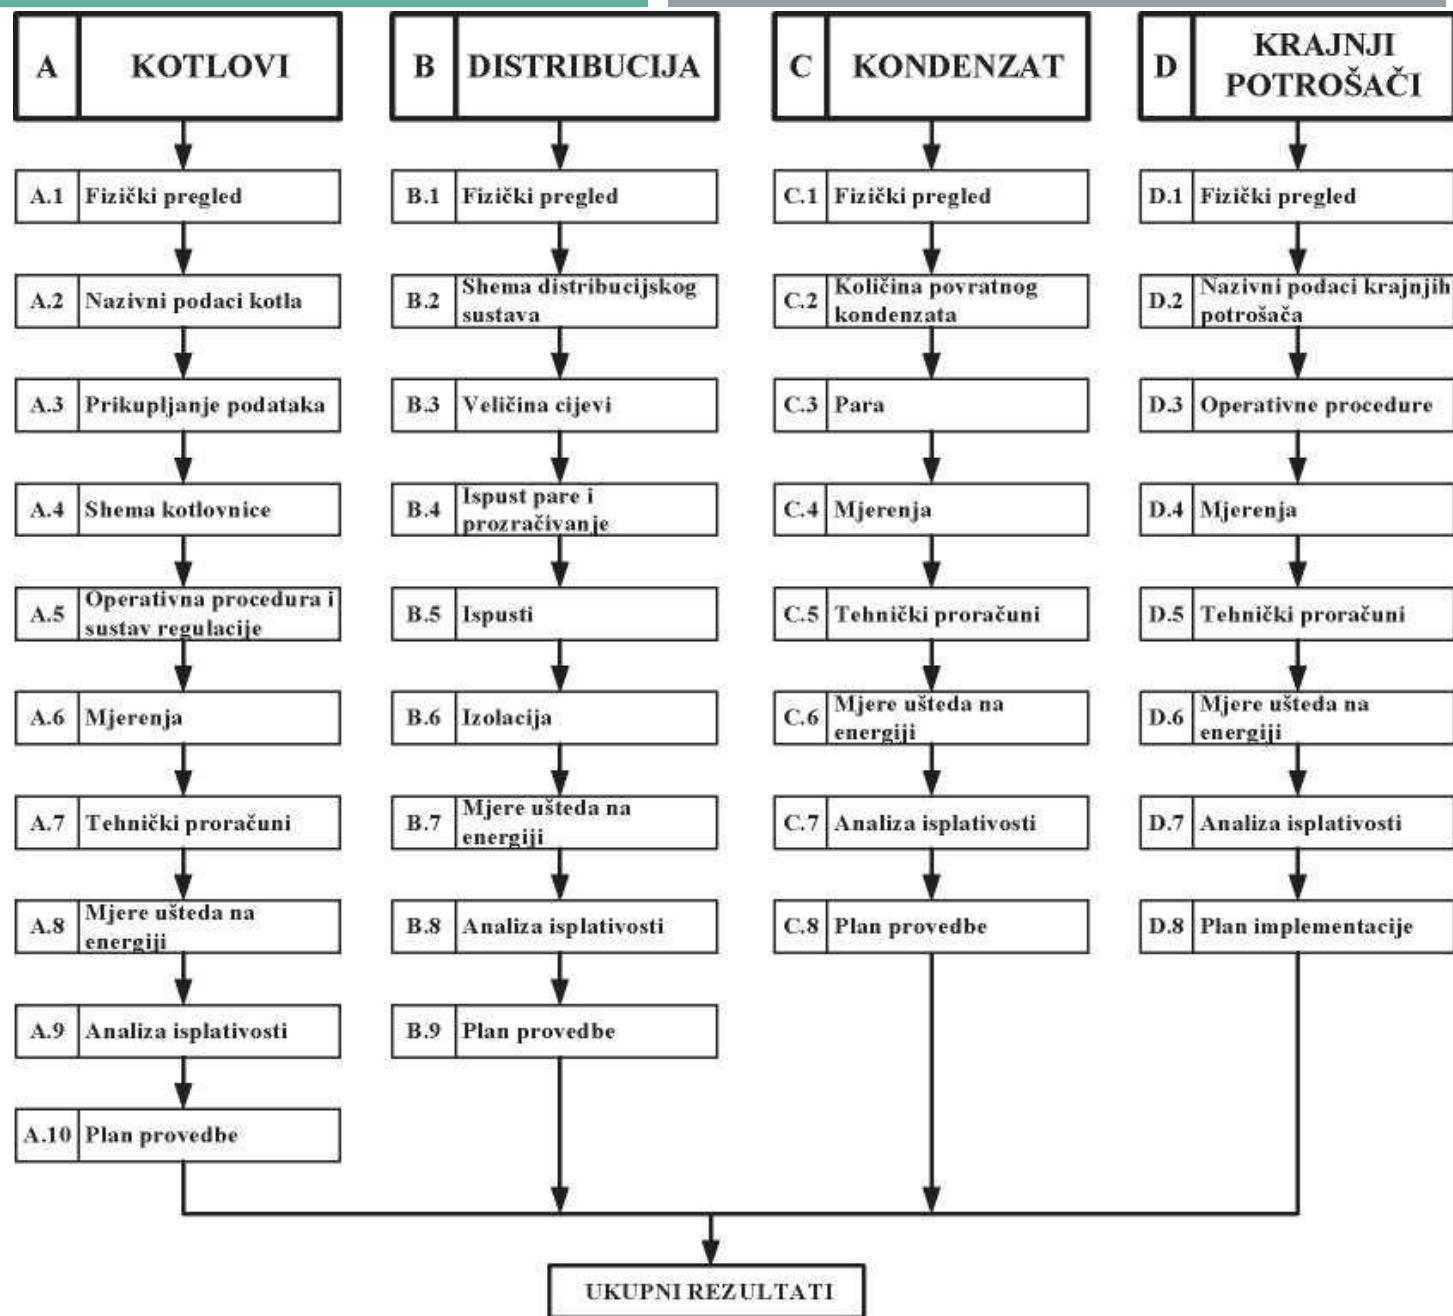 A KOTLOVI
A.1 Fizički pregled
A.2 Nazivni podaci kotla
A.3 Prikupljanje podataka
A.4 Shema kotlovnice
A.5 Operativna procedura i
sustav regulacije
A.6 Mjerenja
A.7 Tehnički proračuni
A.8 Mjere ušteda na
energiji
A.9 Analiza isplativosti
A.10 Plan provedbe
B DISTRIBUCIJA
B.1 Fizički pregled
B.2 Shema distribucijskog
sustava
B.3 Veličina cijevi
B.4 Ispust pare i
prozračivanje
B.5 Ispusti
B.6 Izolacija
B.7 Mjere ušteda na
energiji
B.8 Analiza isplativosti
B.9 Plan provedbe
C KONDENZAT
C.1 Fizički pregled
C.2 Količina povratnog
kondenzata
C.3 Para
C.4 Mjerenja
C.5 Tehnički proračuni
C.6 Mjere ušteda na
energiji
C.7 Analiza isplativosti
C.8 Plan provedbe
D KRAJNJI
POTROŠAČI
D.1 Fizički pregled
D.2 Nazivni podaci krajnjih
potrošača
D.3 Operativne procedure
D.4 Mjerenja
D.5 Tehnički proračuni
D.6 Mjere ušteda na
energiji
D.7 Analiza isplativosti
D.8 Plan implementacije
UKUPNI REZULTATI